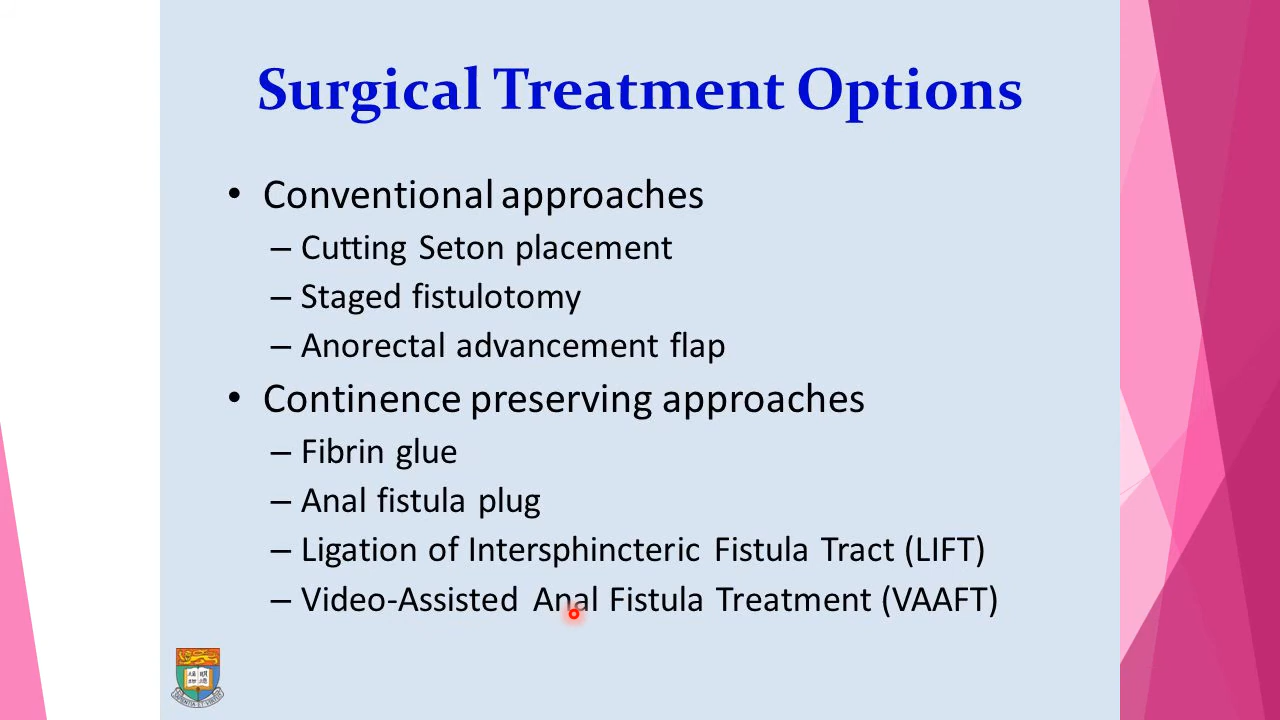 Surgical Treatment Options
• Conventional approaches
– Cutting Seton placement
– Staged fistulotomy
– Anorectal advancement flap
• Continence preserving approaches
– Fibrin glue
– Anal fistula plug
– Ligation of Intersphincteric Fistula Tract (LIFT)
– Video-Assisted Anal Fistula Treatment (VAAFT)